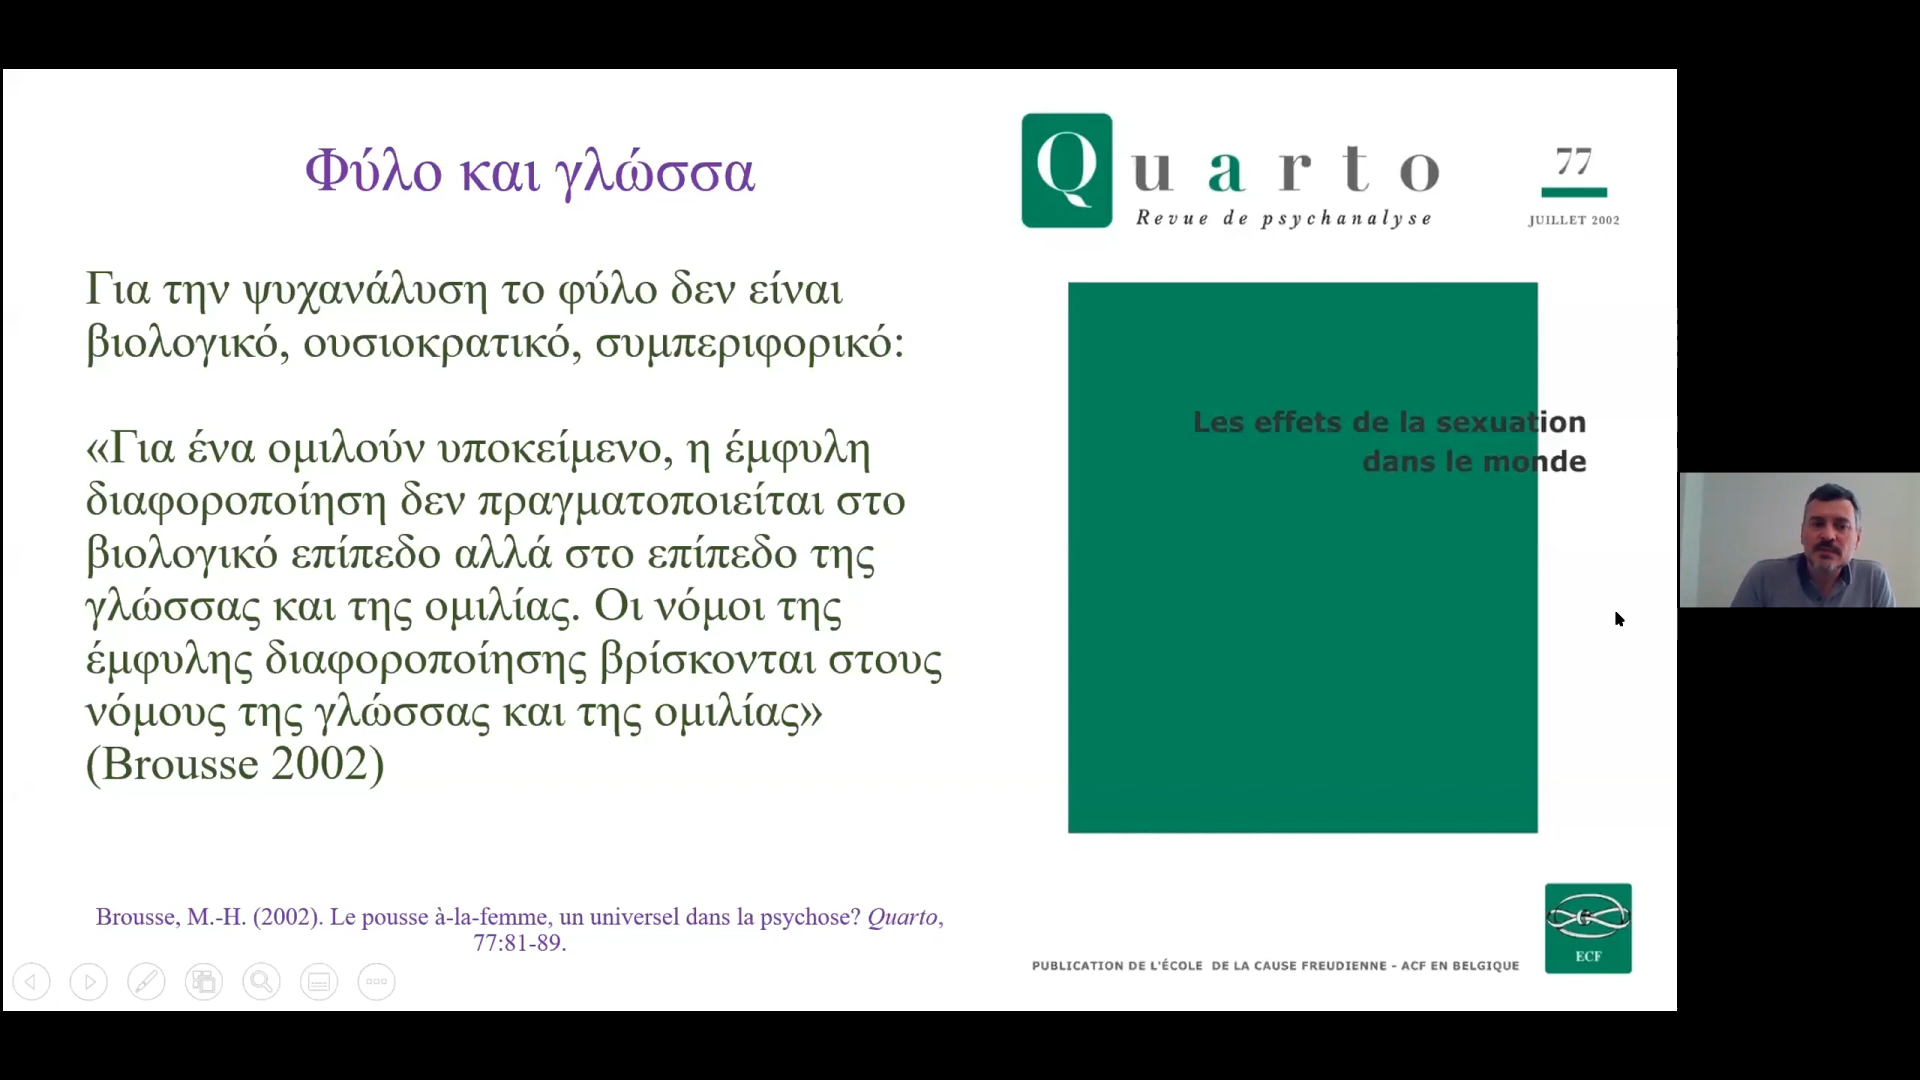 Φύλο και γλώσσα
Για την ψυχανάλυση το φύλο δεν είναι
βιολογικό, ουσιοκρατικό, συμπεριφορικό:
«Για ένα ομιλούν υποκείμενο, η έμφυλη
διαφοροποίηση δεν πραγματοποιείται στο
βιολογικό επίπεδο αλλά στο επίπεδο της
γλώσσας και της ομιλίας. Οι νόμοι της
έμφυλης διαφοροποίησης βρίσκονται στους
νόμους της γλώσσας και της ομιλίας»
(Brousse 2002)
Brousse, M.-H. (2002). Le pousse à-la-femme, un universel dans la psychose? Quarto,
77:81-89.
Quarto
Revue de psychanalyse
77
JUILLET 2002
Les effets de la sexuation
dans le monde
ECF
PUBLICATION DE L'ÉCOLE DE LA CAUSE FREUDIENNE - ACF EN BELGIQUE